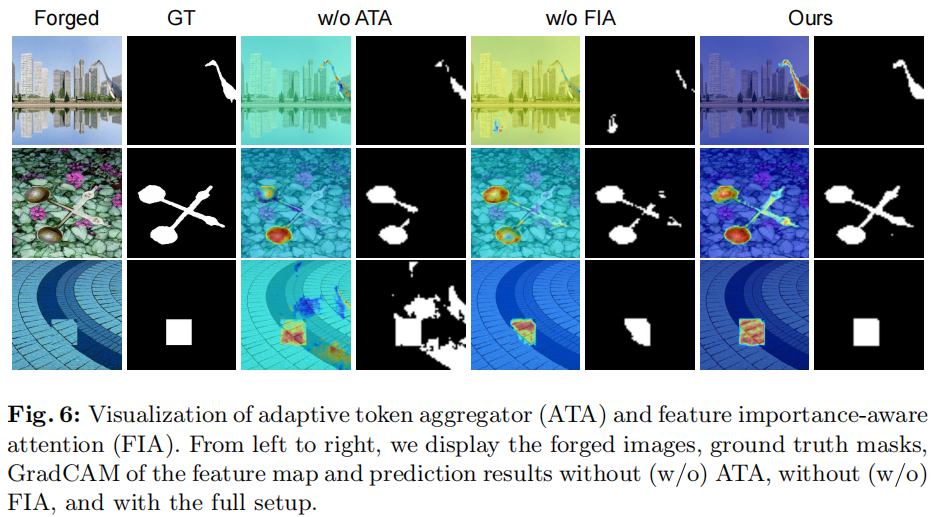 Forged GT w/o ATA w/o FIA Ours
Fig. 6: Visualization of adaptive token aggregator (ATA) and feature importance-aware
attention (FIA). From left to right, we display the forged images, ground truth masks,
GradCAM of the feature map and prediction results without (w/o) ATA, without (w/o)
FIA, and with the full setup.